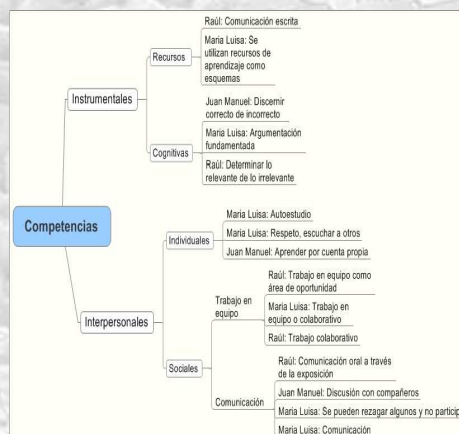 Raúl: Comunicación escrita
Maria Luisa: Se
utilizan recursos de
aprendizaje como
esquemas
Recursos
Instrumentales
Juan Manuel: Discernir
correcto de incorrecto
Maria Luisa: Argumentación
fundamentada
Cognitivas
Raúl: Determinar lo
relevante de lo irrelevante
Competencias
Maria Luisa: Autoestudio
Individuales
Maria Luisa: Respeto, escuchar a otros
Juan Manuel: Aprender por cuenta propia
Interpersonales
Raúl: Trabajo en equipo como
área de oportunidad
Trabajo en
equipo
Maria Luisa: Trabajo en
equipo o colaborativo
Raúl: Trabajo colaborativo
Sociales
Raúl: Comunicación oral a través
de la exposición
Comunicación
Juan Manuel: Discusión con compañeros
Maria Luisa: Se pueden rezagar algunos y no particip
Maria Luisa: Comunicación